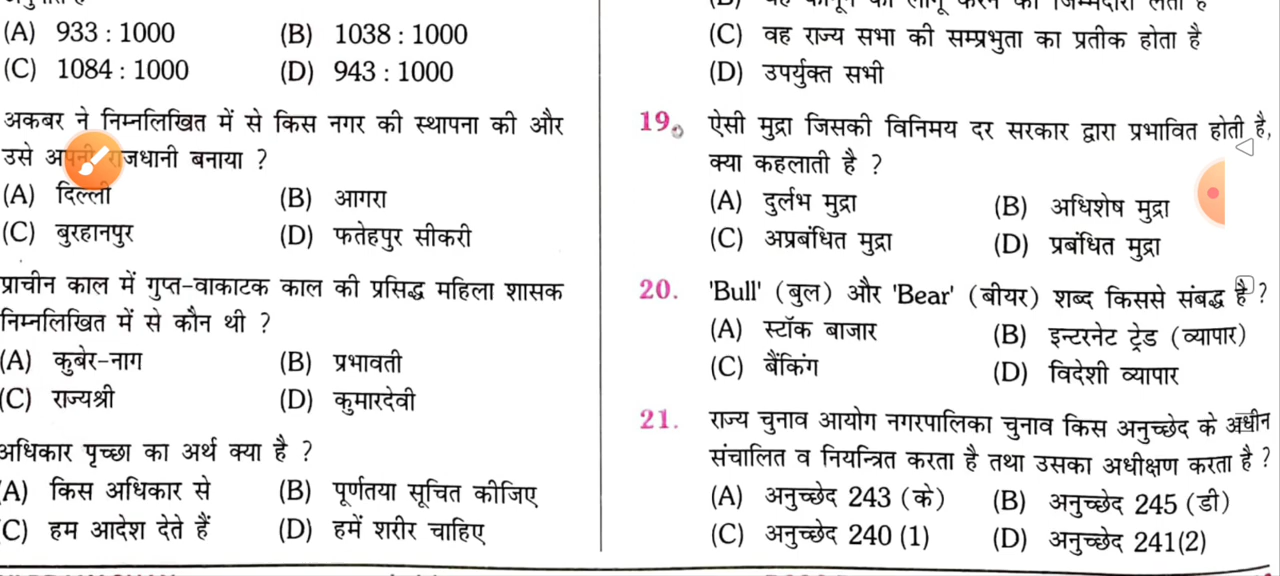 (A) 933 : 1000 (B) 1038 : 1000
(C) 1084 : 1000 (D) 943 : 1000
अकबर ने निम्नलिखित में से किस नगर की स्थापना की और
उसे अपनी राजधानी बनाया ?
(A) दिल्ली (B) आगरा
(C) बुरहानपुर (D) फतेहपुर सीकरी
प्राचीन काल में गुप्त-वाकाटक काल की प्रसिद्ध महिला शासक
निम्नलिखित में से कौन थी ?
(A) कुबेर-नाग (B) प्रभावती
(C) राज्यश्री (D) कुमारदेवी
अधिकार पृच्छा का अर्थ क्या है ?
(A) किस अधिकार से (B) पूर्णतया सूचित कीजिए
(C) हम आदेश देते हैं (D) हमें शरीर चाहिए
(C) वह राज्य सभा की सम्प्रभुता का प्रतीक होता है
(D) उपर्युक्त सभी
19. ऐसी मुद्रा जिसकी विनिमय दर सरकार द्वारा प्रभावित होती है,
क्या कहलाती है ?
(A) दुर्लभ मुद्रा (B) अधिशेष मुद्रा
(C) अप्रबंधित मुद्रा (D) प्रबंधित मुद्रा
20. 'Bull' (बुल) और 'Bear' (बीयर) शब्द किससे संबद्ध है ?
(A) स्टॉक बाजार (B) इन्टरनेट ट्रेड (व्यापार)
(C) बैंकिंग (D) विदेशी व्यापार
21. राज्य चुनाव आयोग नगरपालिका चुनाव किस अनुच्छेद के अधीन
संचालित व नियन्त्रित करता है तथा उसका अधीक्षण करता है ?
(A) अनुच्छेद 243 (के) (B) अनुच्छेद 245 (डी)
(C) अनुच्छेद 240 (1) (D) अनुच्छेद 241(2)